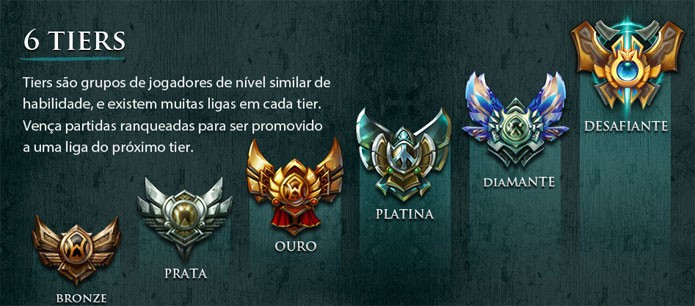 6 TIERS
Tiers são grupos de jogadores de nível similar de
habilidade, e existem muitas ligas em cada tier.
Vença partidas ranqueadas para ser promovido
a uma liga do próximo tier.
DESAFIANTE
DIAMANTE
PLATINA
OURO
PRATA
BRONZE